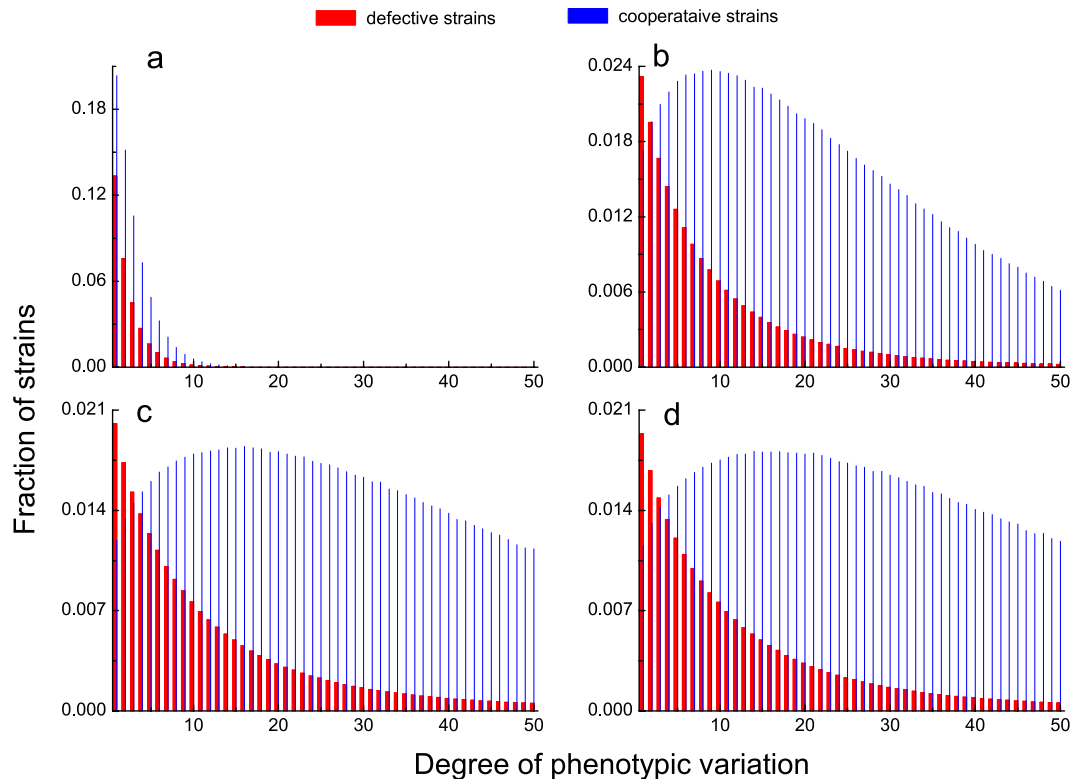 defective strains
cooperataive strains
a
0.18
0.12
0.06
0.00
10 20 30 40 50
b
0.024
0.018
0.012
0.006
0.000
10 20 30 40 50
c
0.021
0.014
0.007
0.000
10 20 30 40 50
d
0.021
0.014
0.007
0.000
10 20 30 40 50
Fraction of strains
Degree of phenotypic variation